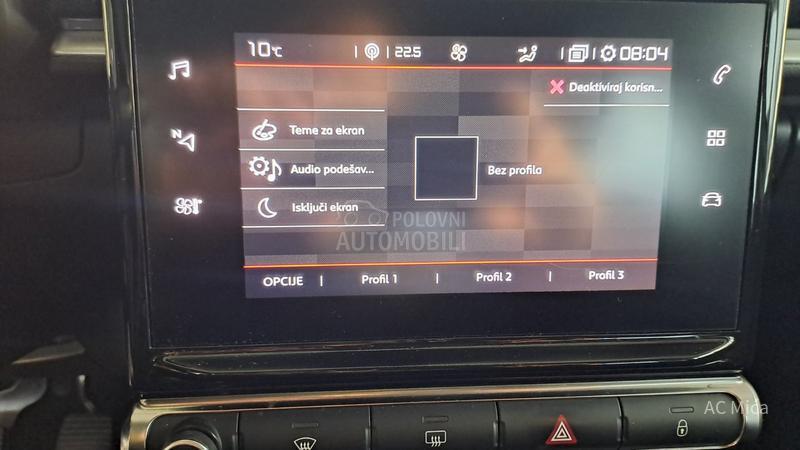 10°C 22.5 08:04
Deaktiviraj korisn...
Teme za ekran
Audio podešav...
Bez profila
Isključi ekran
POLOVNI
AUTOMOBILI
OPCIJE Profil 1 Profil 2 Profil 3
N
AC Mića